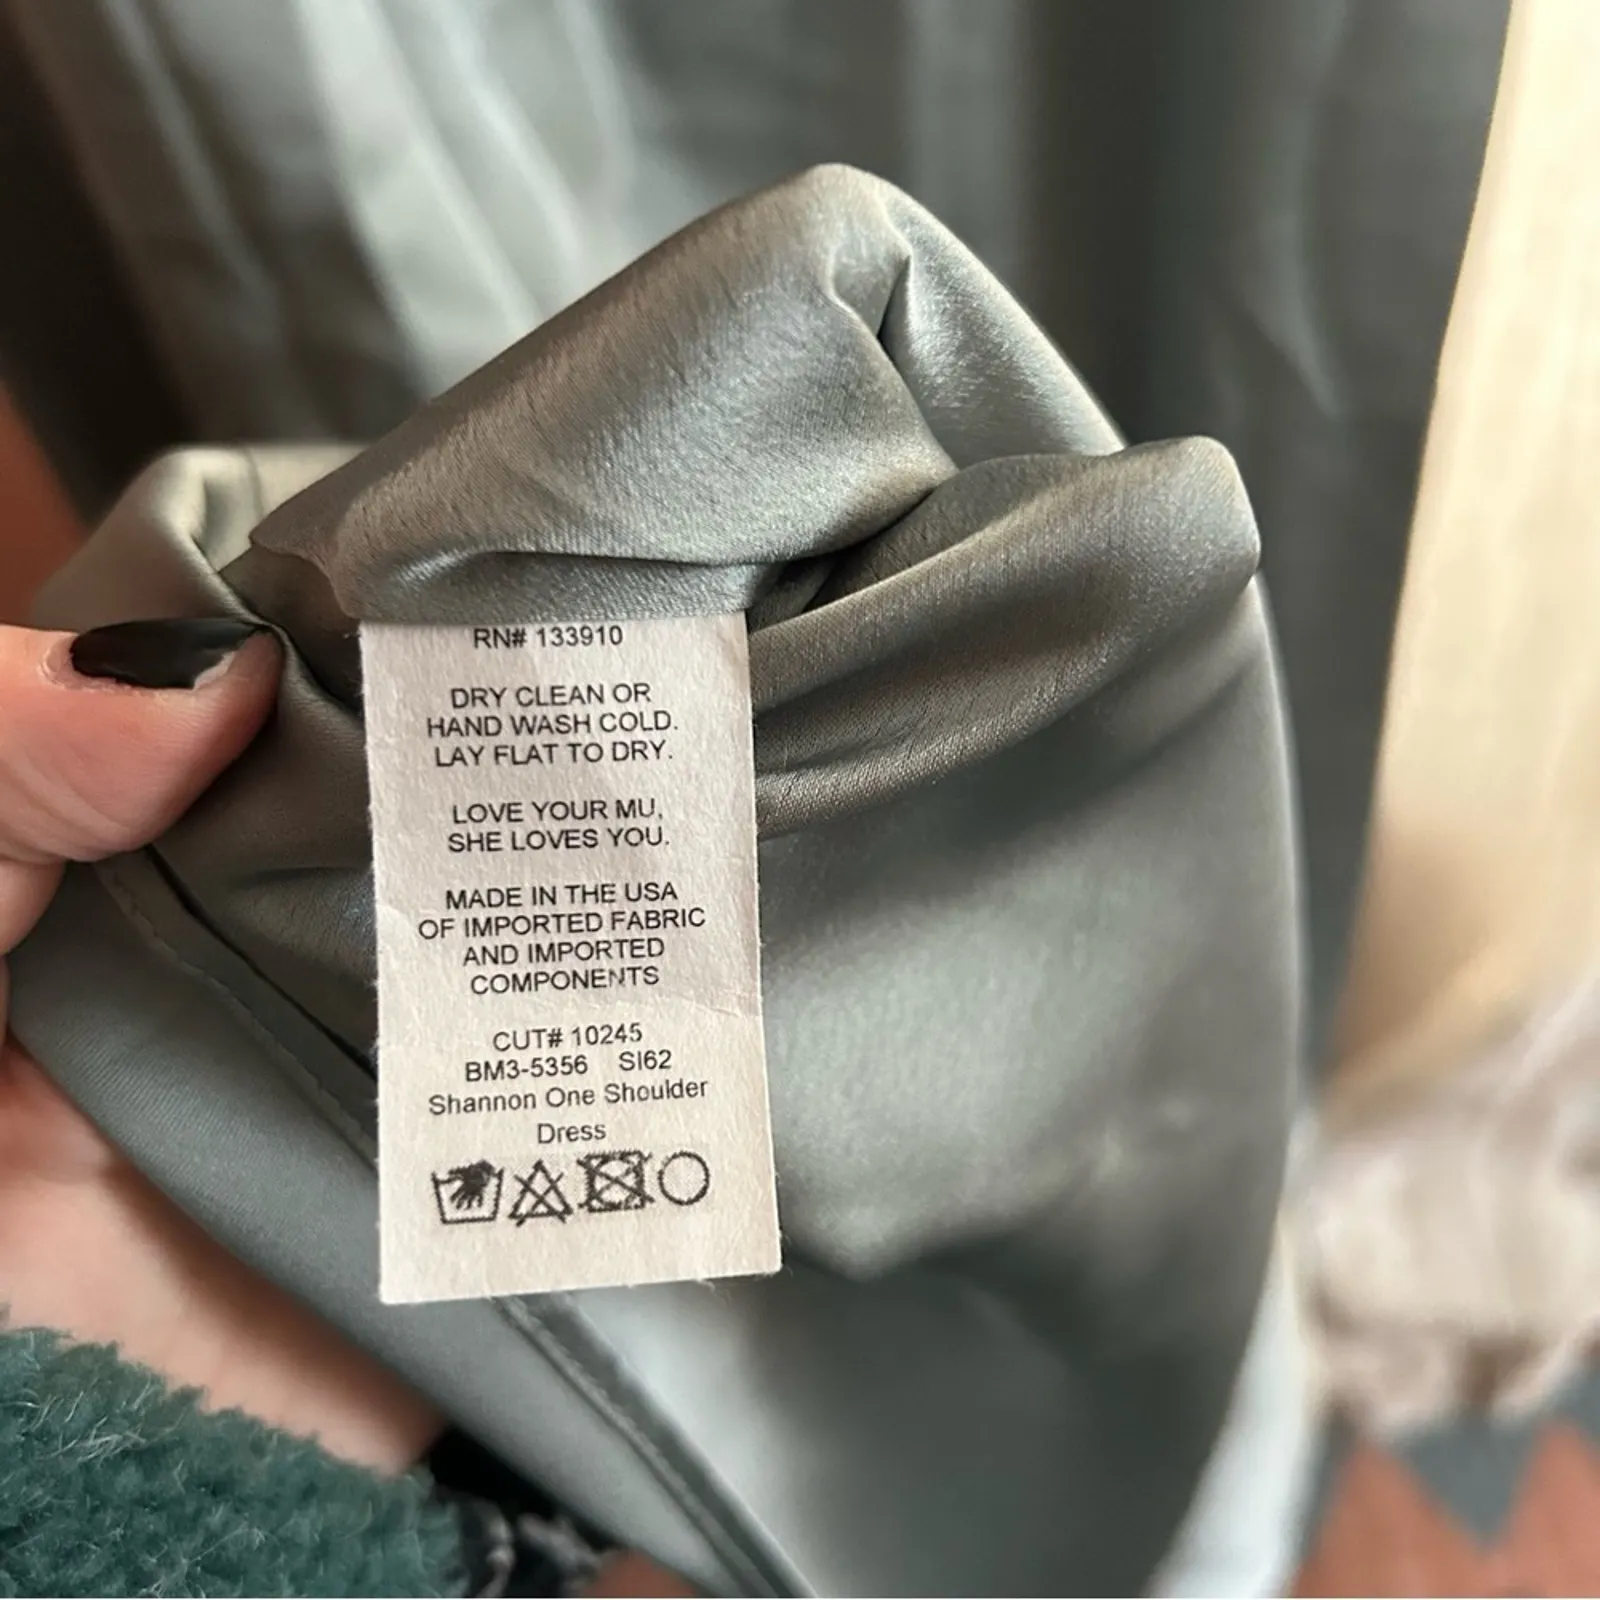 RN# 133910
DRY CLEAN OR
HAND WASH COLD.
LAY FLAT TO DRY.
LOVE YOUR MU,
SHE LOVES YOU.
MADE IN THE USA
OF IMPORTED FABRIC
AND IMPORTED
COMPONENTS
CUT# 10245
BM3-5356 SI62
Shannon One Shoulder
Dress